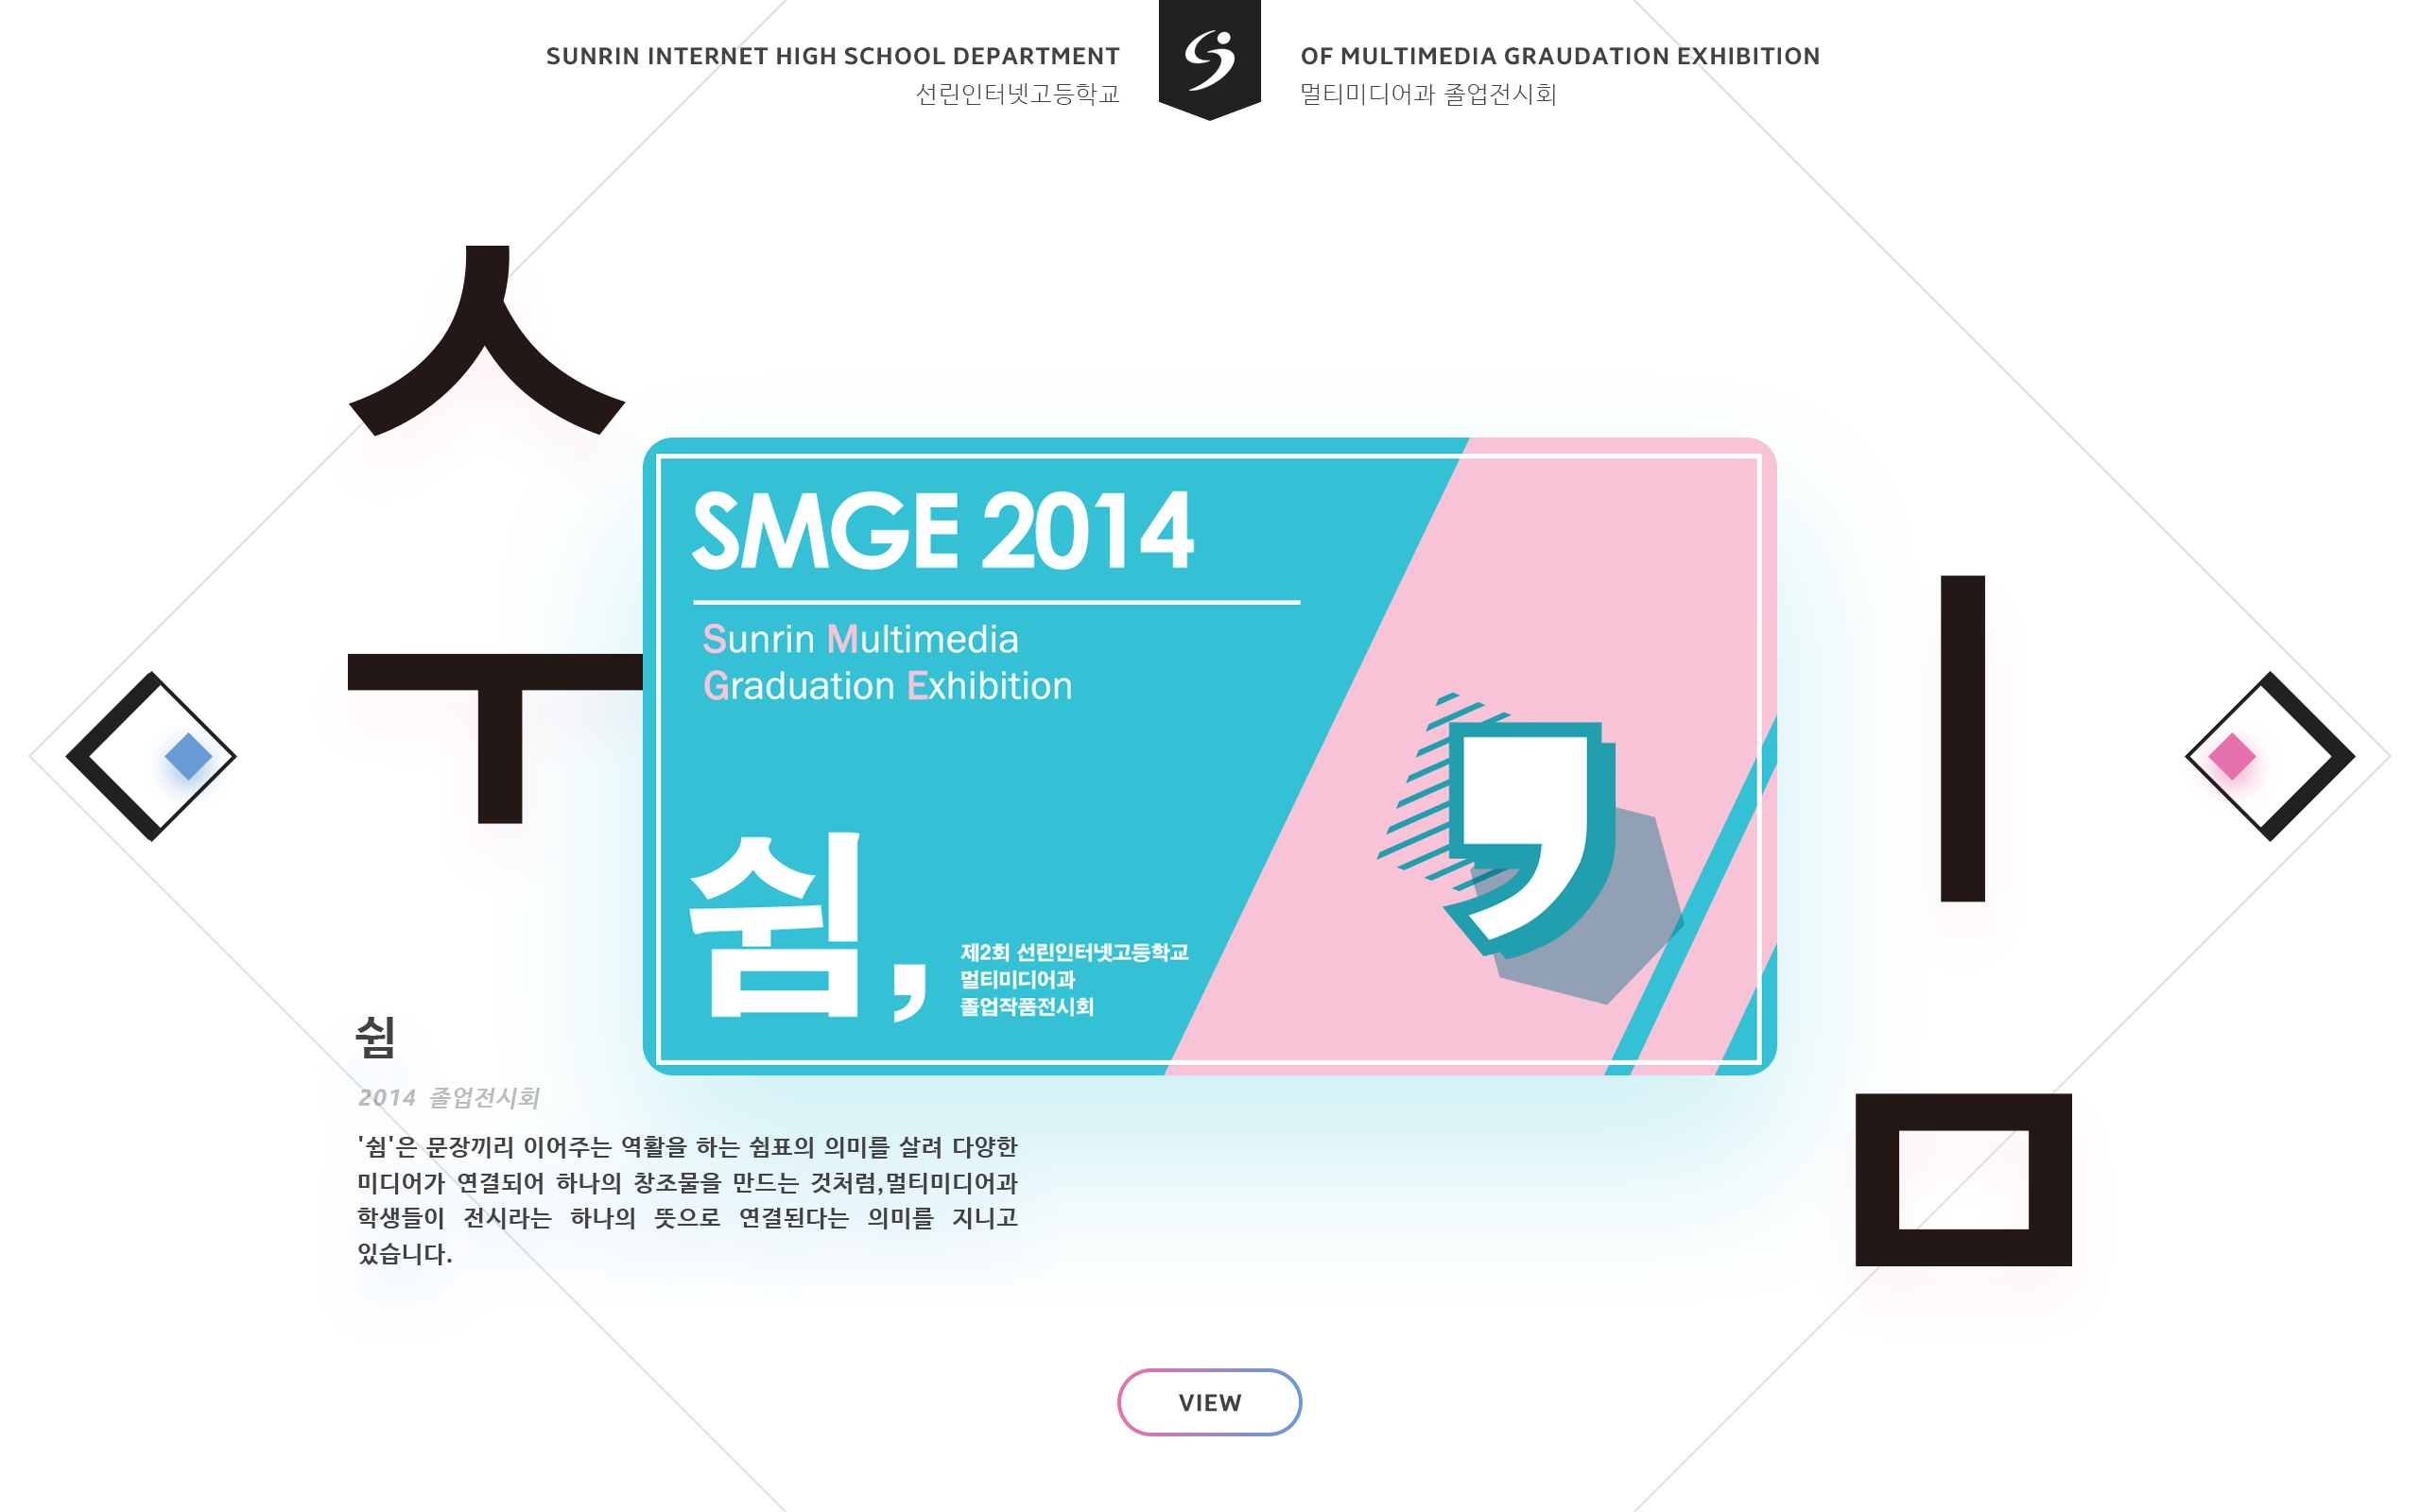 SUNRIN INTERNET HIGH SCHOOL DEPARTMENT
선린인터넷고등학교
OF MULTIMEDIA GRAUDATION EXHIBITION
멀티미디어과 졸업전시회
ㅅ
ㅜ
ㅣ
ㅁ
SMGE 2014
Sunrin Multimedia
Graduation Exhibition
쉼,
제2회 선린인터넷고등학교
멀티미디어과
졸업작품전시회
,
쉼
2014 졸업전시회
'쉼'은 문장끼리 이어주는 역활을 하는 쉼표의 의미를 살려 다양한
미디어가 연결되어 하나의 창조물을 만드는 것처럼,멀티미디어과
학생들이 전시라는 하나의 뜻으로 연결된다는 의미를 지니고
있습니다.
VIEW